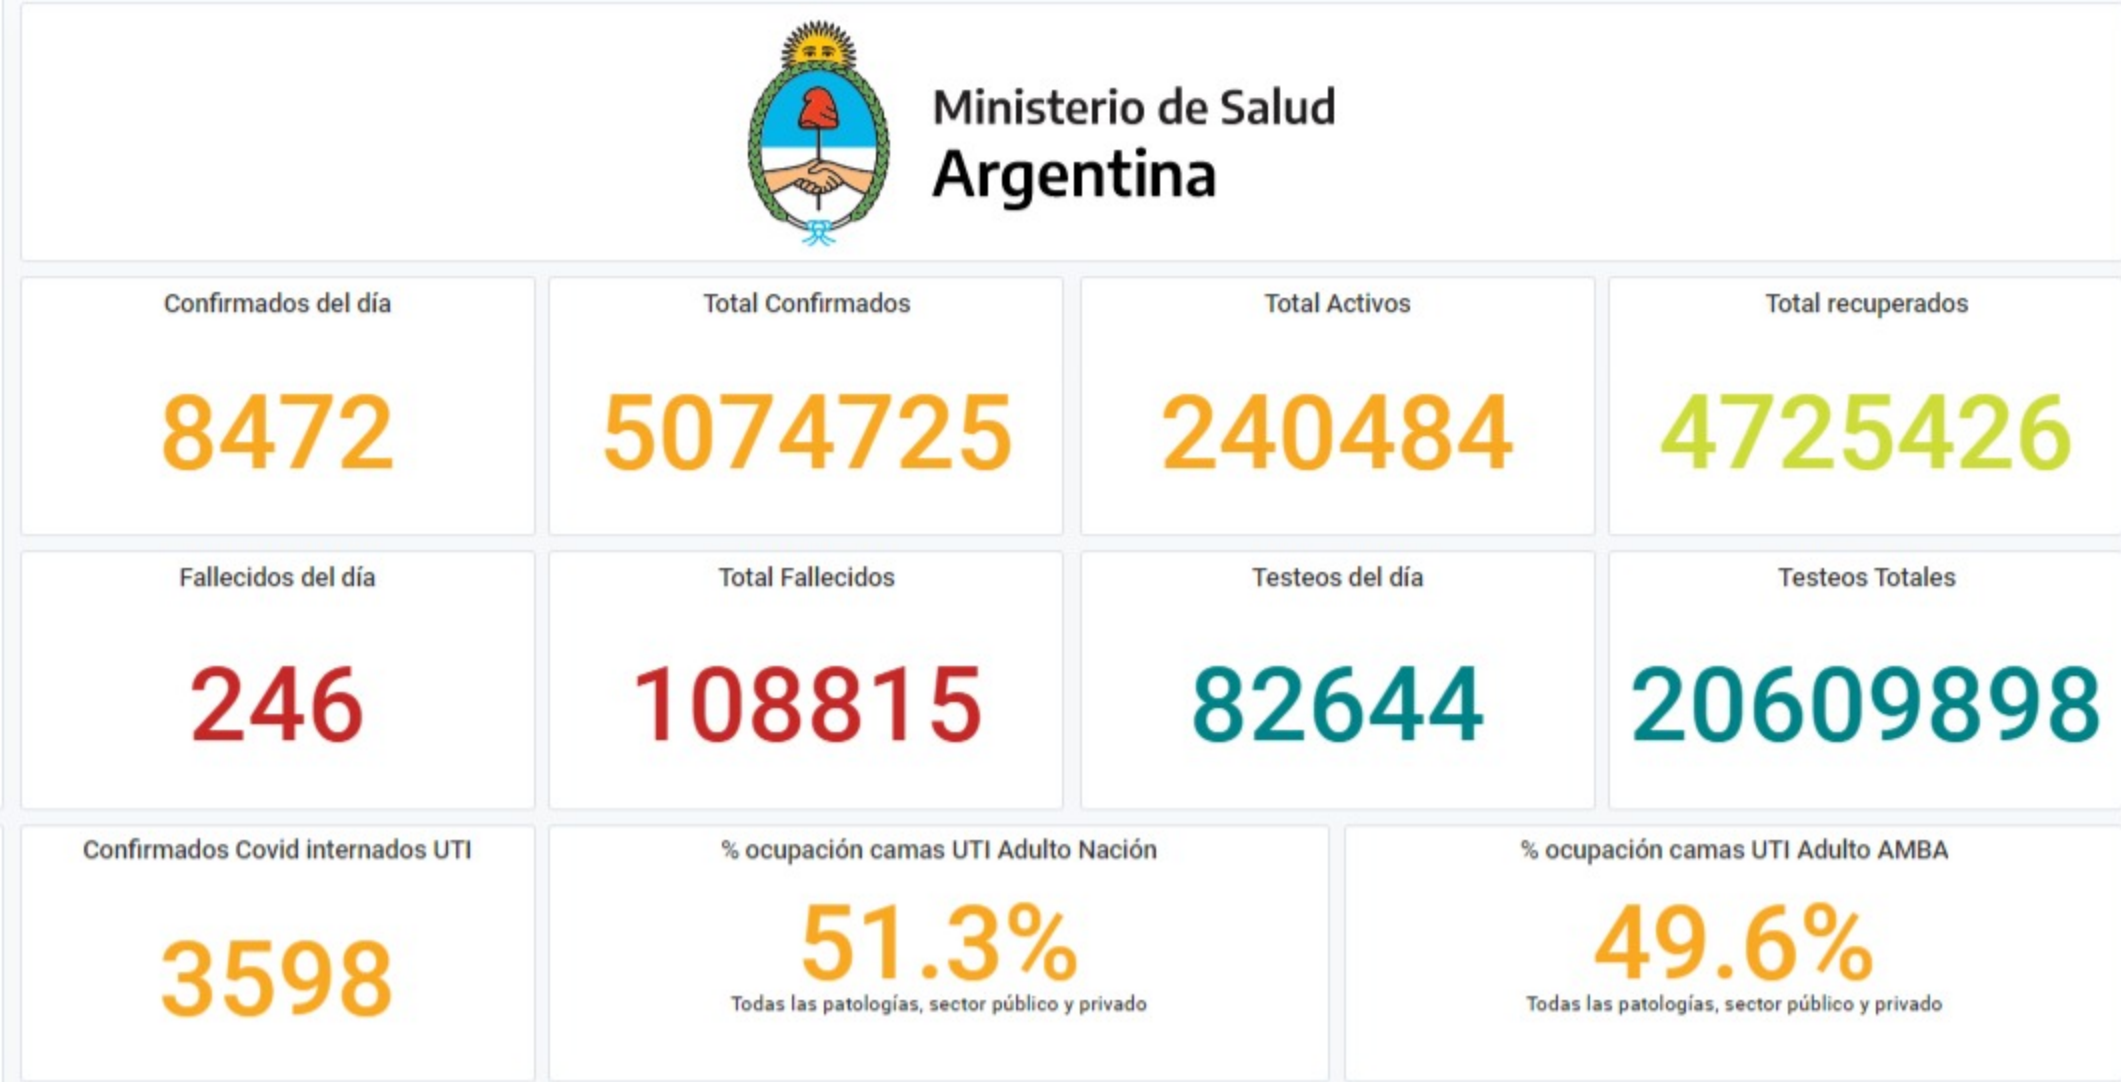 Ministerio de Salud
Argentina
Confirmados del día
8472
Total Confirmados
5074725
Total Activos
240484
Total recuperados
4725426
Fallecidos del día
246
Total Fallecidos
108815
Testeos del día
82644
Testeos Totales
20609898
Confirmados Covid internados UTI
3598
% ocupación camas UTI Adulto Nación
51.3%
Todas las patologías, sector público y privado
% ocupación camas UTI Adulto AMBA
49.6%
Todas las patologías, sector público y privado